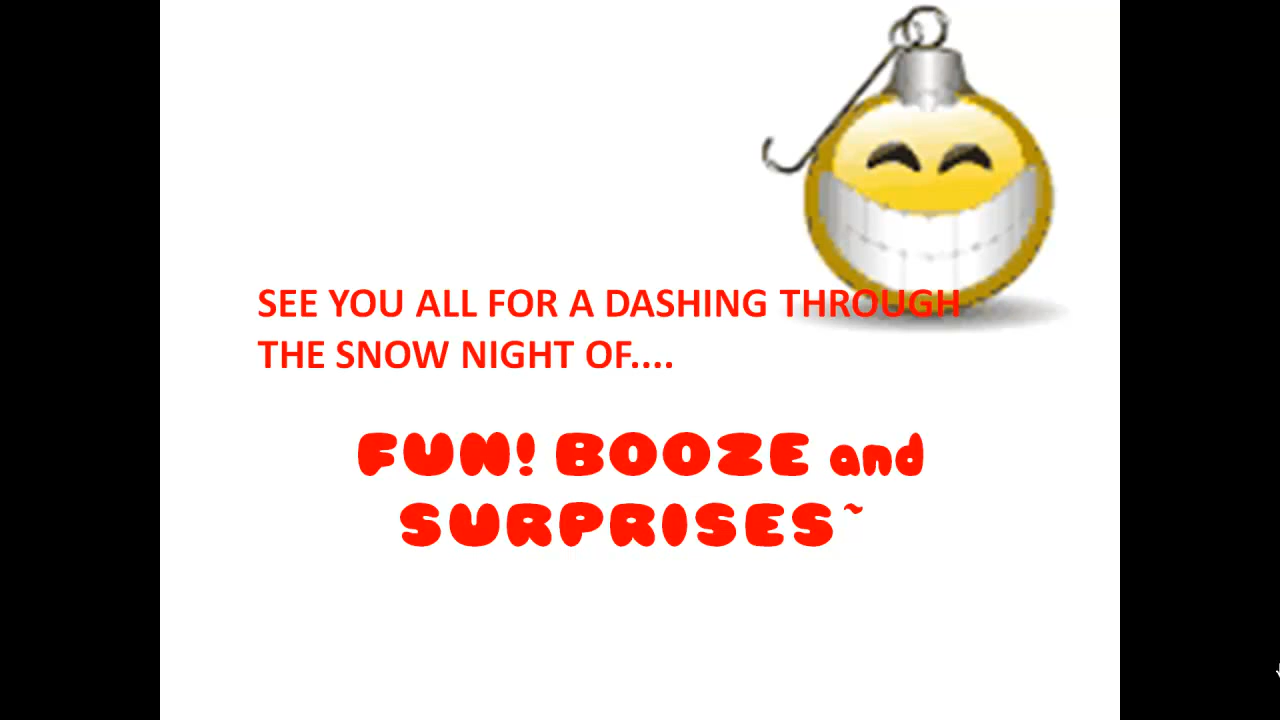 SEE YOU ALL FOR A DASHING THROUGH
THE SNOW NIGHT OF....
FUN! BOOZE and
SURPRISES~